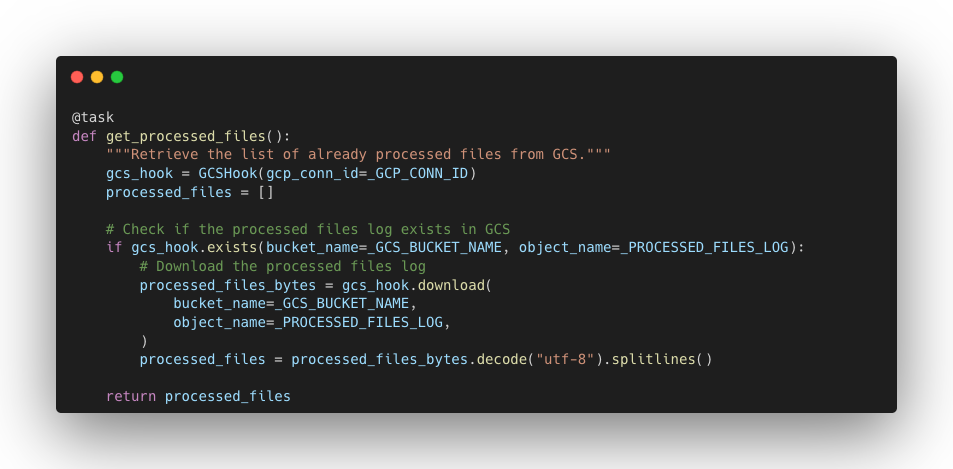 @task
def get_processed_files():
    """Retrieve the list of already processed files from GCS."""
    gcs_hook = GCSHook(gcp_conn_id=_GCP_CONN_ID)
    processed_files = []

    # Check if the processed files log exists in GCS
    if gcs_hook.exists(bucket_name=_GCS_BUCKET_NAME, object_name=_PROCESSED_FILES_LOG):
        # Download the processed files log
        processed_files_bytes = gcs_hook.download(
            bucket_name=_GCS_BUCKET_NAME,
            object_name=_PROCESSED_FILES_LOG,
        )
        processed_files = processed_files_bytes.decode("utf-8").splitlines()

    return processed_files